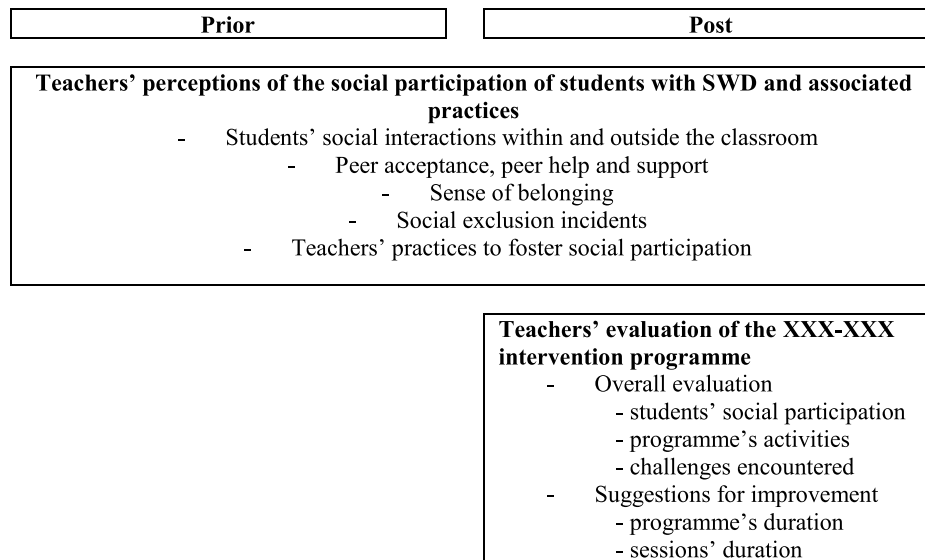 Prior
Post
Teachers’ perceptions of the social participation of students with SWD and associated
practices
- Students’ social interactions within and outside the classroom
- Peer acceptance, peer help and support
- Sense of belonging
- Social exclusion incidents
- Teachers’ practices to foster social participation
Teachers’ evaluation of the XXX-XXX
intervention programme
- Overall evaluation
- students’ social participation
- programme’s activities
- challenges encountered
- Suggestions for improvement
- programme’s duration
- sessions’ duration